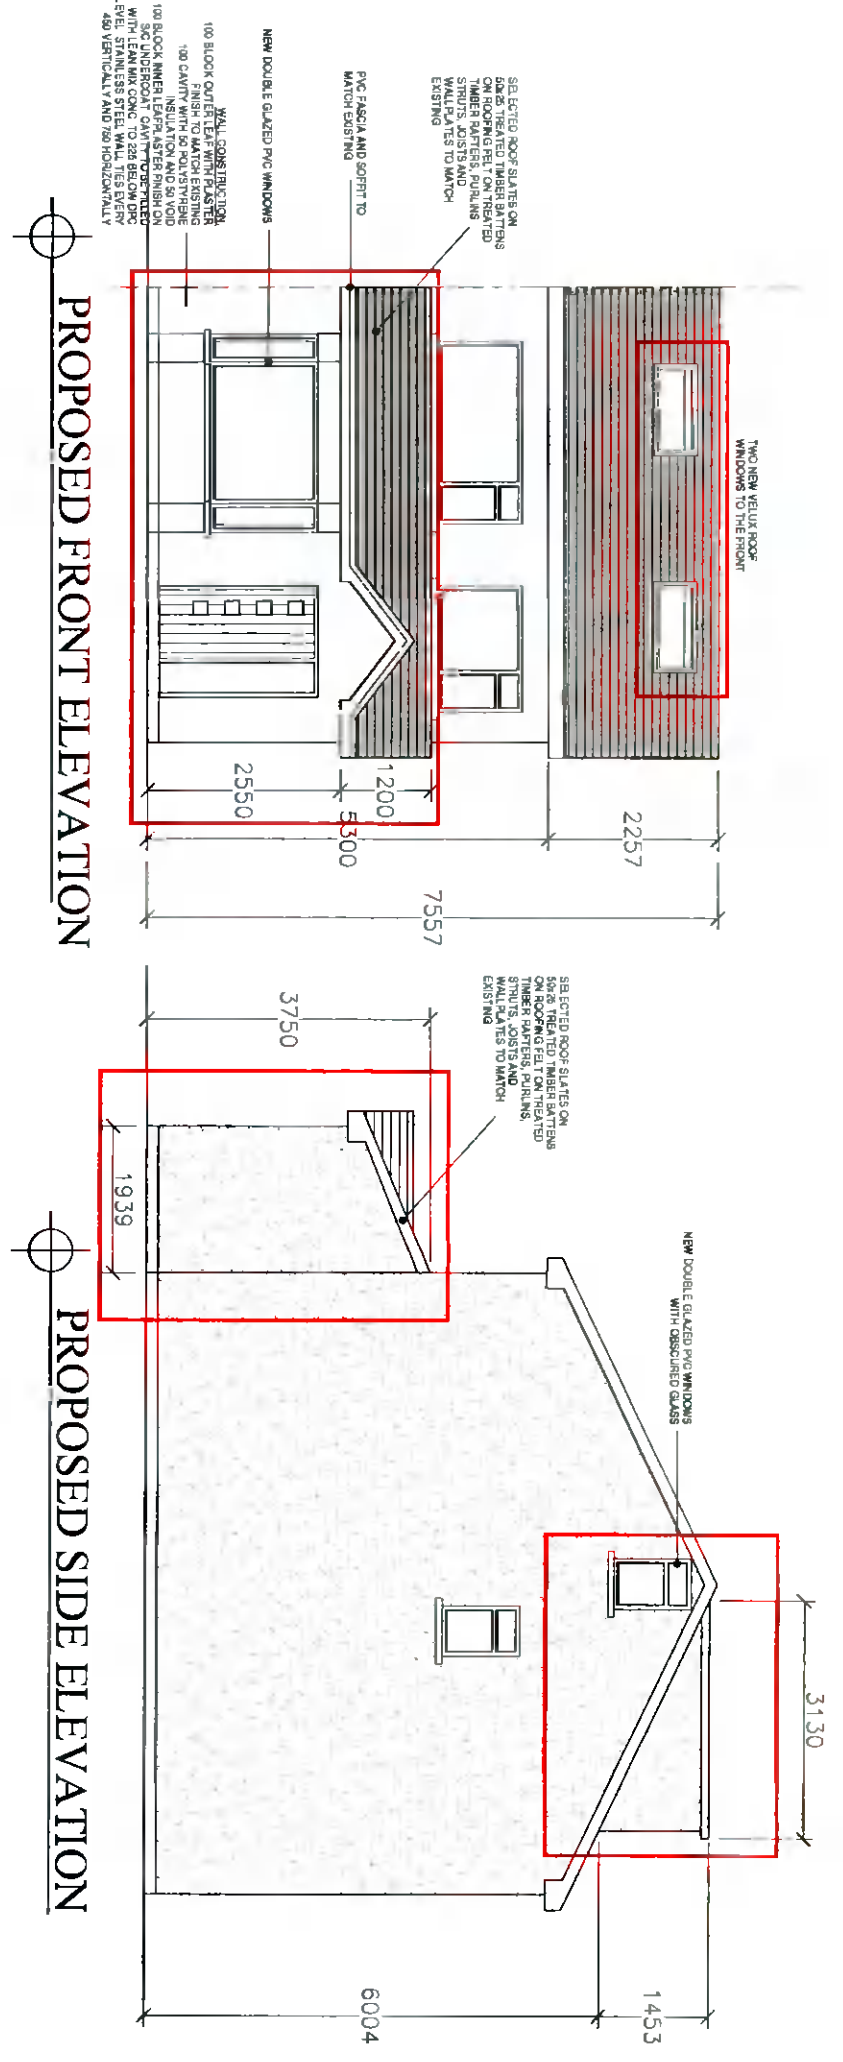 SELECTED ROOF SLATES ON
50x25 TREATED TIMBER BATTENS
ON ROOFING FELT ON TREATED
TIMBER RAFTERS, PURLINS
STRUTS, JOISTS AND
WALLPLATES TO MATCH
EXISTING
PVC FASCIA AND SOFFIT TO
MATCH EXISTING
NEW DOUBLE GLAZED PVC WINDOWS
WALL CONSTRUCTION
100 BLOCK OUTER LEAF WITH PLASTER
FINISH TO MATCH EXISTING
100 CAVITY WITH 50 POLYSTYRENE
INSULATION AND 50 VOID
100 BLOCK INNER LEAF PLASTER FINISH ON
S/C UNDERCOAT CAVITY TO BE FILLED
WITH LEAN MIX CONC TO 225 BELOW DPC
LEVEL STAINLESS STEEL WALL TIES EVERY
450 VERTICALLY AND 750 HORIZONTALLY
TWO NEW VELUX ROOF
WINDOWS TO THE FRONT
2257
1200
5300
2550
7557
PROPOSED FRONT ELEVATION
SELECTED ROOF SLATES ON
50x25 TREATED TIMBER BATTENS
ON ROOFING FELT ON TREATED
TIMBER RAFTERS, PURLINS,
STRUTS, JOISTS AND
WALLPLATES TO MATCH
EXISTING
3750
1939
NEW DOUBLE GLAZED PVC WINDOWS
WITH OBSCURED GLASS
3130
1453
6004
PROPOSED SIDE ELEVATION